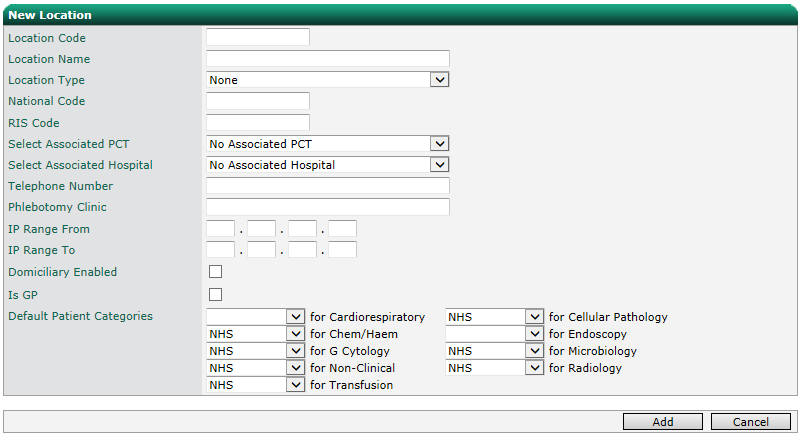 New Location
Location Code
Location Name
Location Type None
National Code
RIS Code
Select Associated PCT No Associated PCT
Select Associated Hospital No Associated Hospital
Telephone Number
Phlebotomy Clinic
IP Range From . . .
IP Range To . . .
Domiciliary Enabled
Is GP
Default Patient Categories for Cardiorespiratory NHS for Cellular Pathology
NHS for Chem/Haem for Endoscopy
NHS for G Cytology NHS for Microbiology
NHS for Non-Clinical NHS for Radiology
NHS for Transfusion
Add Cancel